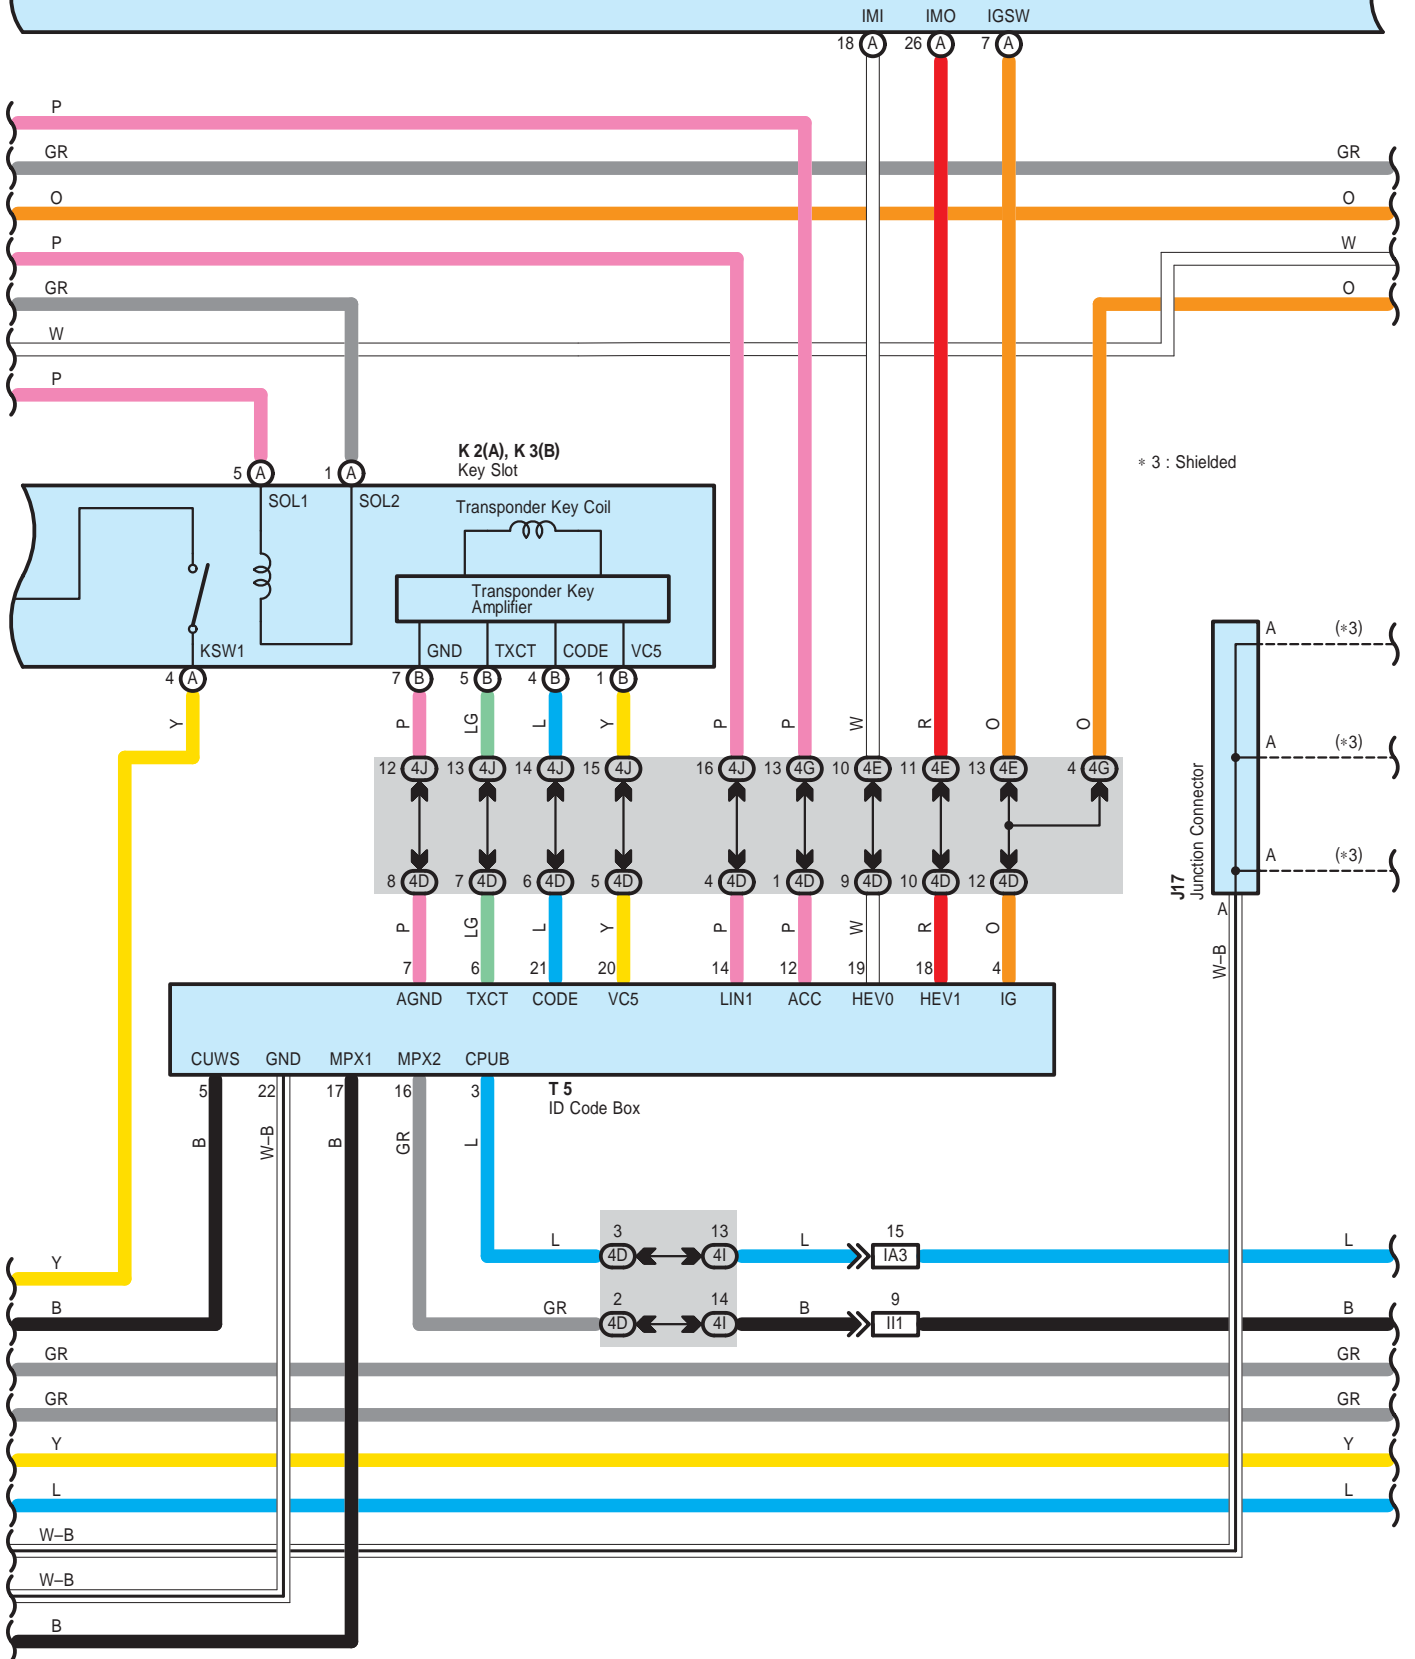 IMI IMO IGSW
18 A 26 A 7 A
P
GR GR
O O
P W
GR O
W
P
K 2(A), K 3(B)
Key Slot
∗ 3 : Shielded
5 A 1 A
SOL1 SOL2 Transponder Key Coil
Transponder Key
Amplifier
KSW1 GND TXCT CODE VC5
4 A 7 B 5 B 4 B 1 B
A (∗3)
Y P LG L Y P P W R O O
A (∗3)
12 4J 13 4J 14 4J 15 4J 16 4J 13 4G 10 4E 11 4E 13 4E 4 4G
J17
Junction Connector
A (∗3)
8 4D 7 4D 6 4D 5 4D 4 4D 1 4D 9 4D 10 4D 12 4D
A
P LG L Y P P W R O
W–B
7 6 21 20 14 12 19 18 4
AGND TXCT CODE VC5 LIN1 ACC HEV0 HEV1 IG
CUWS GND MPX1 MPX2 CPUB
5 22 17 16 3
T 5
ID Code Box
B W–B B GR L
3 13 15
L 4D 4I L IA3 L
Y
2 14 9
B GR 4D 4I B II1 B
GR GR
GR GR
Y Y
L L
W–B
W–B
B